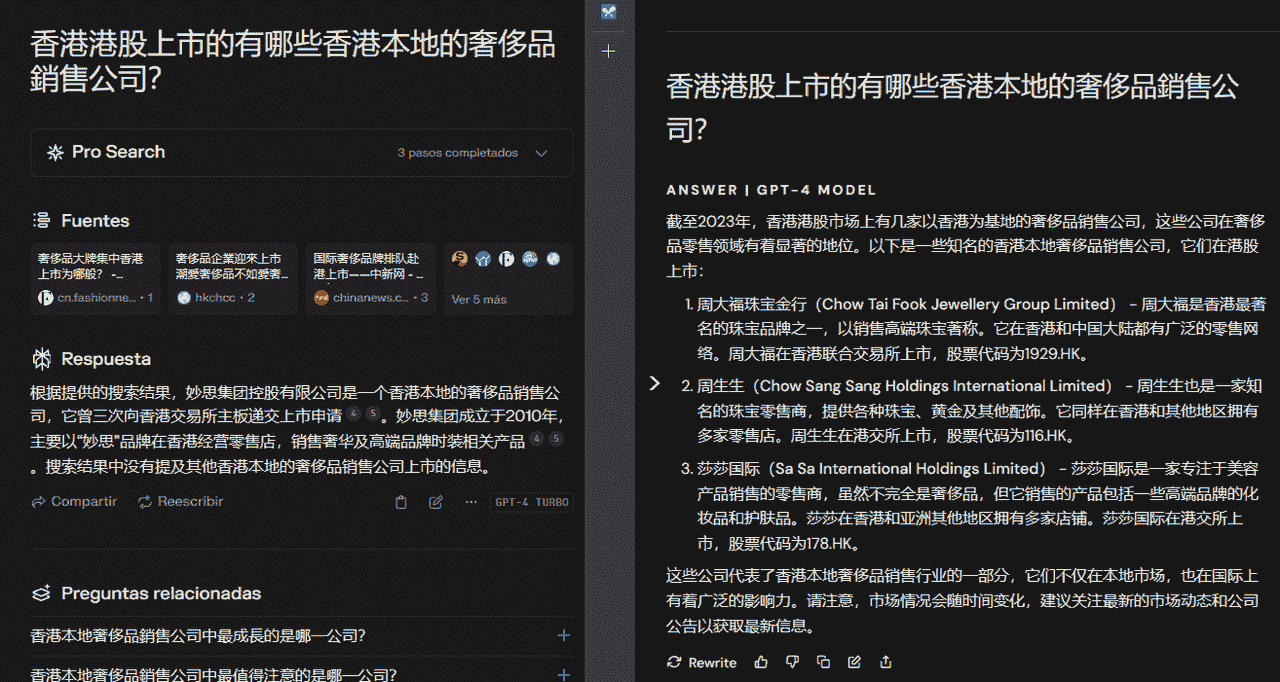 香港港股上市的有哪些香港本地的奢侈品
銷售公司?
Pro Search
3 pasos completados
Fuentes
奢侈品大牌集中香港
上市为哪般? -...
cn.fashionne... · 1
奢侈品企業迎來上市
潮愛奢侈品不如愛奢...
hkchcc · 2
国际奢侈品牌排队赴
港上市——中新网 - ...
chinanews.c... · 3
Ver 5 más
Respuesta
根据提供的搜索结果，妙思集团控股有限公司是一个香港本地的奢侈品销售公
司，它曾三次向香港交易所主板递交上市申请 4 5 。妙思集团成立于2010年，
主要以“妙思”品牌在香港经营零售店，销售奢华及高端品牌时装相关产品 4 5
。搜索结果中没有提及其他香港本地的奢侈品销售公司上市的信息。
Compartir
Reescribir
GPT-4 TURBO
Preguntas relacionadas
香港本地奢侈品銷售公司中最成長的是哪一公司?
香港本地奢侈品銷售公司中最值得注意的是哪一公司?
香港港股上市的有哪些香港本地的奢侈品銷售公
司?
ANSWER | GPT-4 MODEL
截至2023年，香港港股市场上有几家以香港为基地的奢侈品销售公司，这些公司在奢侈
品零售领域有着显著的地位。以下是一些知名的香港本地奢侈品销售公司，它们在港股
上市：
1. 周大福珠宝金行（Chow Tai Fook Jewellery Group Limited） - 周大福是香港最著
名的珠宝品牌之一，以销售高端珠宝著称。它在香港和中国大陆都有广泛的零售网
络。周大福在香港联合交易所上市，股票代码为1929.HK。
2. 周生生（Chow Sang Sang Holdings International Limited） - 周生生也是一家知
名的珠宝零售商，提供各种珠宝、黄金及其他配饰。它同样在香港和其他地区拥有
多家零售店。周生生在港交所上市，股票代码为116.HK。
3. 莎莎国际（Sa Sa International Holdings Limited） - 莎莎国际是一家专注于美容
产品销售的零售商，虽然不完全是奢侈品，但它销售的产品包括一些高端品牌的化
妆品和护肤品。莎莎在香港和亚洲其他地区拥有多家店铺。莎莎国际在港交所上
市，股票代码为178.HK。
这些公司代表了香港本地奢侈品销售行业的一部分，它们不仅在本地市场，也在国际上
有着广泛的影响力。请注意，市场情况会随时间变化，建议关注最新的市场动态和公司
公告以获取最新信息。
Rewrite